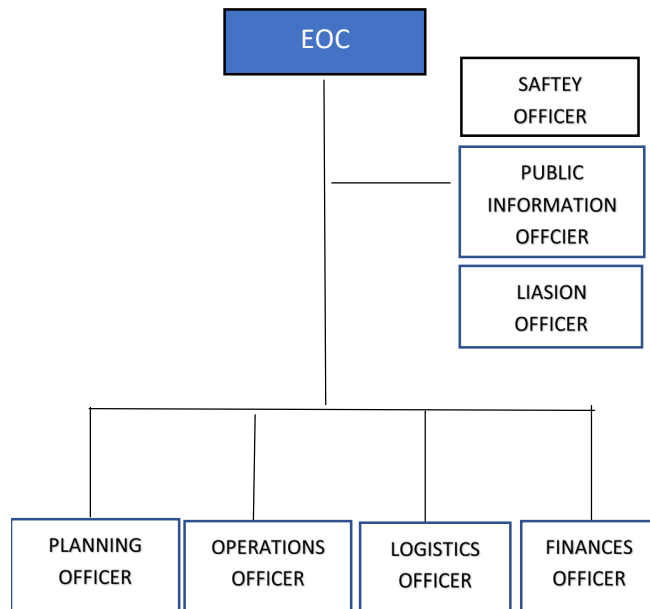 EOC
SAFTEY
OFFICER
PUBLIC
INFORMATION
OFFCIER
LIASION
OFFICER
PLANNING
OFFICER
OPERATIONS
OFFICER
LOGISTICS
OFFICER
FINANCES
OFFICER